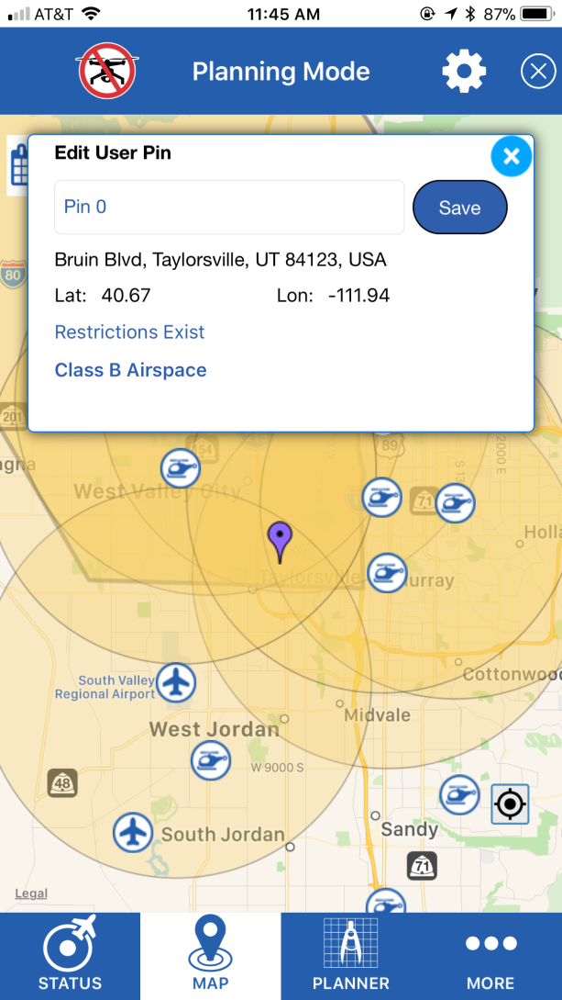 AT&T 11:45 AM 87%
Planning Mode
Edit User Pin
Pin 0
Save
Bruin Blvd, Taylorsville, UT 84123, USA
Lat: 40.67 Lon: -111.94
Restrictions Exist
Class B Airspace
80
201
154
89
agna
West Valley City
2000 E
71
Holla
Taylorsville
urray
South Valley
Regional Airport
Cottonwood
Midvale
West Jordan
W 9000 S
48
South Jordan
Sandy
71
Legal
STATUS MAP PLANNER MORE